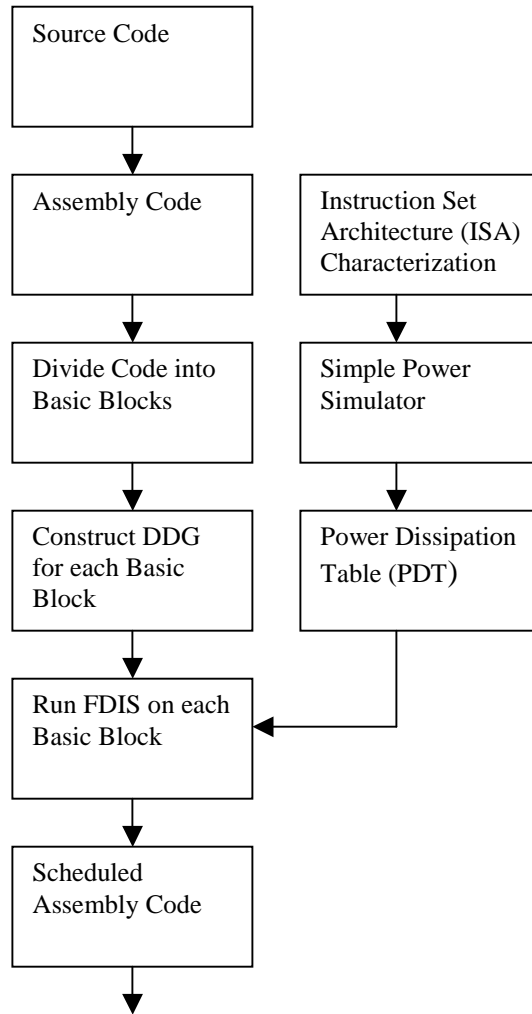 Source Code
Assembly Code
Instruction Set
Architecture (ISA)
Characterization
Divide Code into
Basic Blocks
Simple Power
Simulator
Construct DDG
for each Basic
Block
Power Dissipation
Table (PDT)
Run FDIS on each
Basic Block
Scheduled
Assembly Code